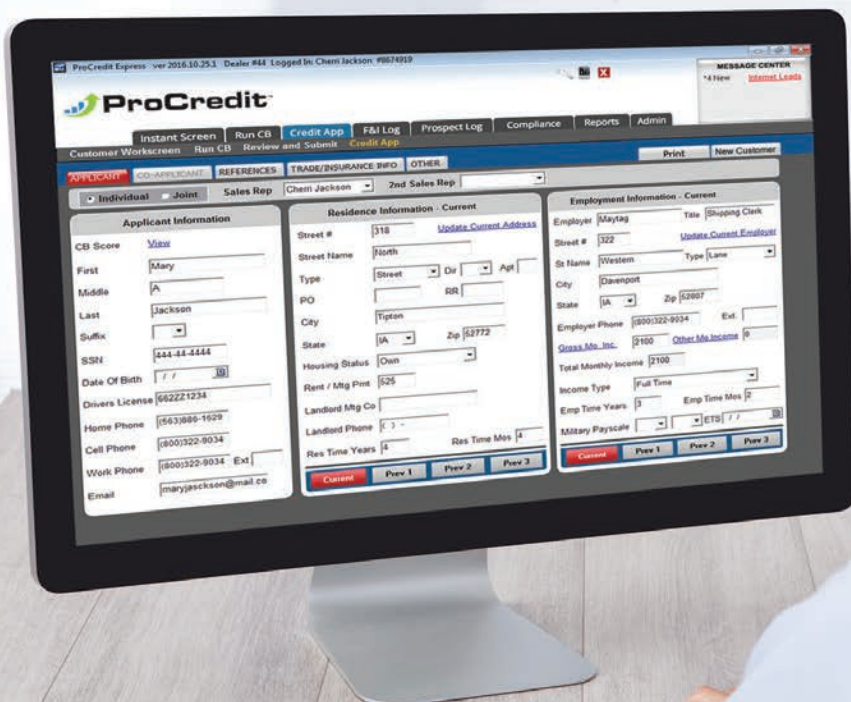 ProCredit Express ver 2016.10.25.1 Dealer #44 Logged In: Cherri Jackson #8674919
MESSAGE CENTER
*4 New Internet Leads
ProCredit
Instant Screen Run CB Credit App F&I Log Prospect Log Compliance Reports Admin
Customer Workscreen Run CB Review and Submit Credit App
Print New Customer
APPLICANT CO-APPLICANT REFERENCES TRADE/INSURANCE INFO OTHER
Individual Joint Sales Rep Cherri Jackson 2nd Sales Rep
Applicant Information
CB Score View
First Mary
Middle A
Last Jackson
Suffix
SSN 444-44-4444
Date Of Birth / /
Drivers License 662ZZ1234
Home Phone (563)886-1629
Cell Phone (800)322-9034
Work Phone (800)322-9034 Ext
Email maryjasckson@mail.co
Residence Information - Current
Street # 318 Update Current Address
Street Name North
Type Street Dir Apt
PO RR
City Tipton
State IA Zip 52772
Housing Status Own
Rent / Mtg Pmt 525
Landlord Mtg Co
Landlord Phone ( ) -
Res Time Years 4 Res Time Mos 4
Current Prev 1 Prev 2 Prev 3
Employment Information - Current
Employer Maytag Title Shipping Clerk
Street # 322 Update Current Employer
St Name Western Type Lane
City Davenport
State IA Zip 52807
Employer Phone (800)322-9034 Ext.
Gross Mo. Inc. 2100 Other Mo.Income 0
Total Monthly Income 2100
Income Type Full Time
Emp Time Years 3 Emp Time Mos 2
Military Payscale ETS / /
Current Prev 1 Prev 2 Prev 3